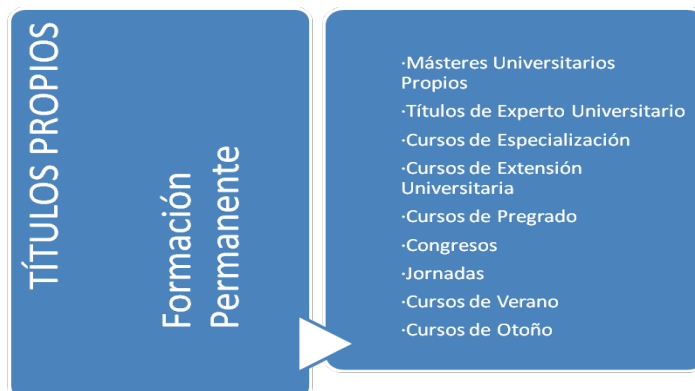 TÍTULOS PROPIOS
Formación
Permanente
·Másteres Universitarios
Propios
·Títulos de Experto Universitario
·Cursos de Especialización
·Cursos de Extensión
Universitaria
·Cursos de Pregrado
·Congresos
·Jornadas
·Cursos de Verano
·Cursos de Otoño